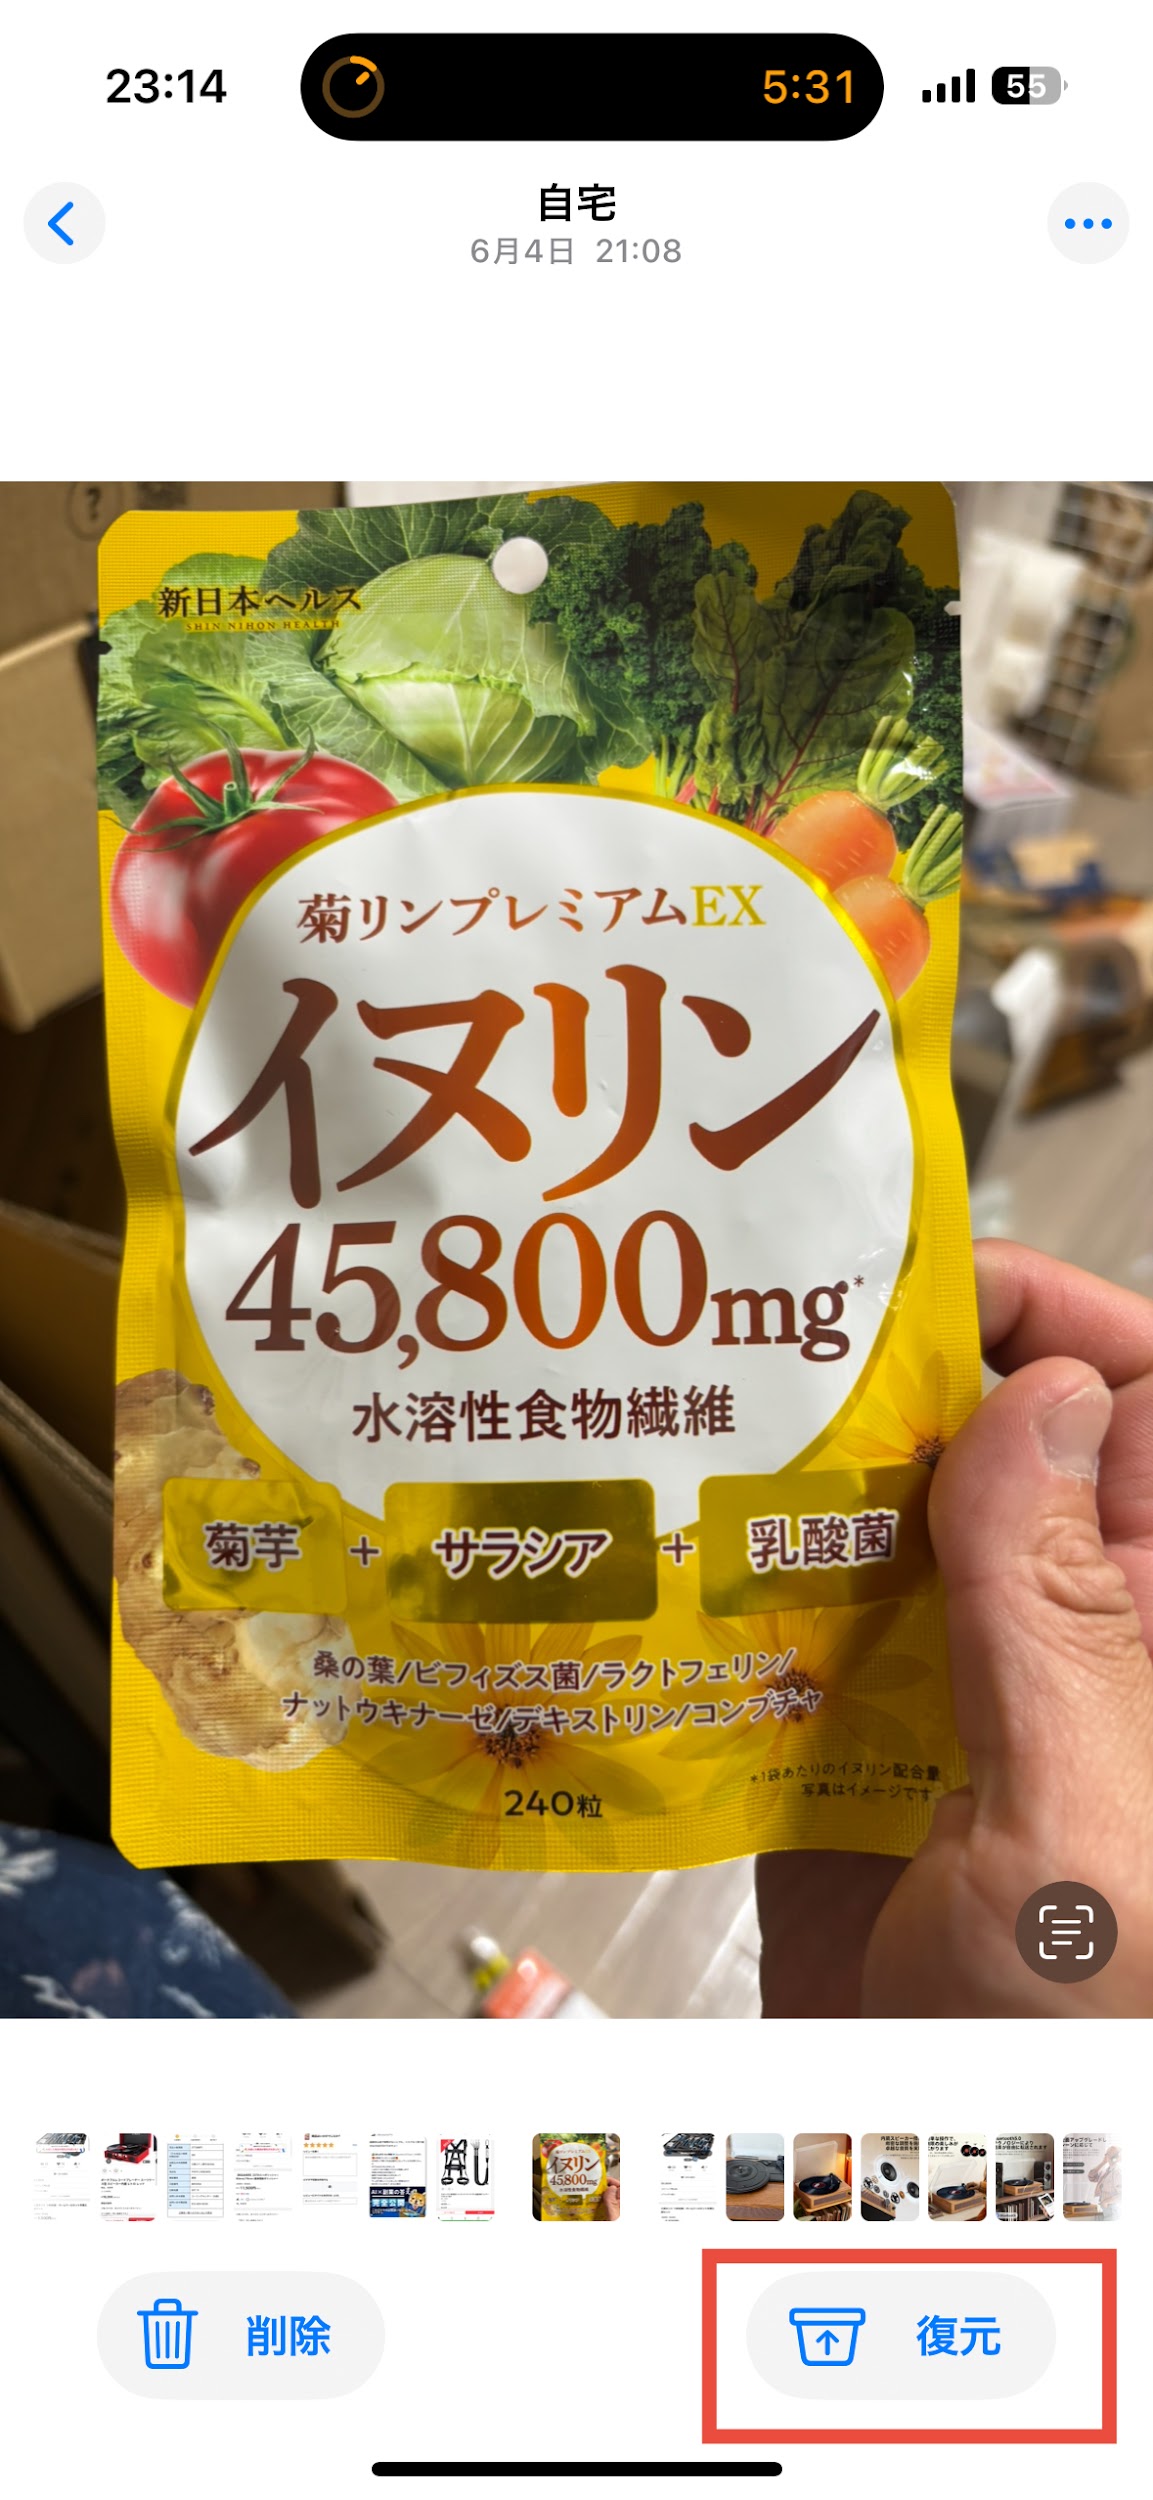 23:14
5:31
55
自宅
6月4日 21:08
新日本ヘルス
SHIN NIHON HEALTH
菊リンプレミアムEX
イヌリン
45,800mg*
水溶性食物繊維
菊芋 + サラシア + 乳酸菌
桑の葉/ビフィズス菌/ラクトフェリン/
ナットウキナーゼ/デキストリン/コンブチャ
*1袋あたりのイヌリン配合量
写真はイメージです
240粒
削除
復元